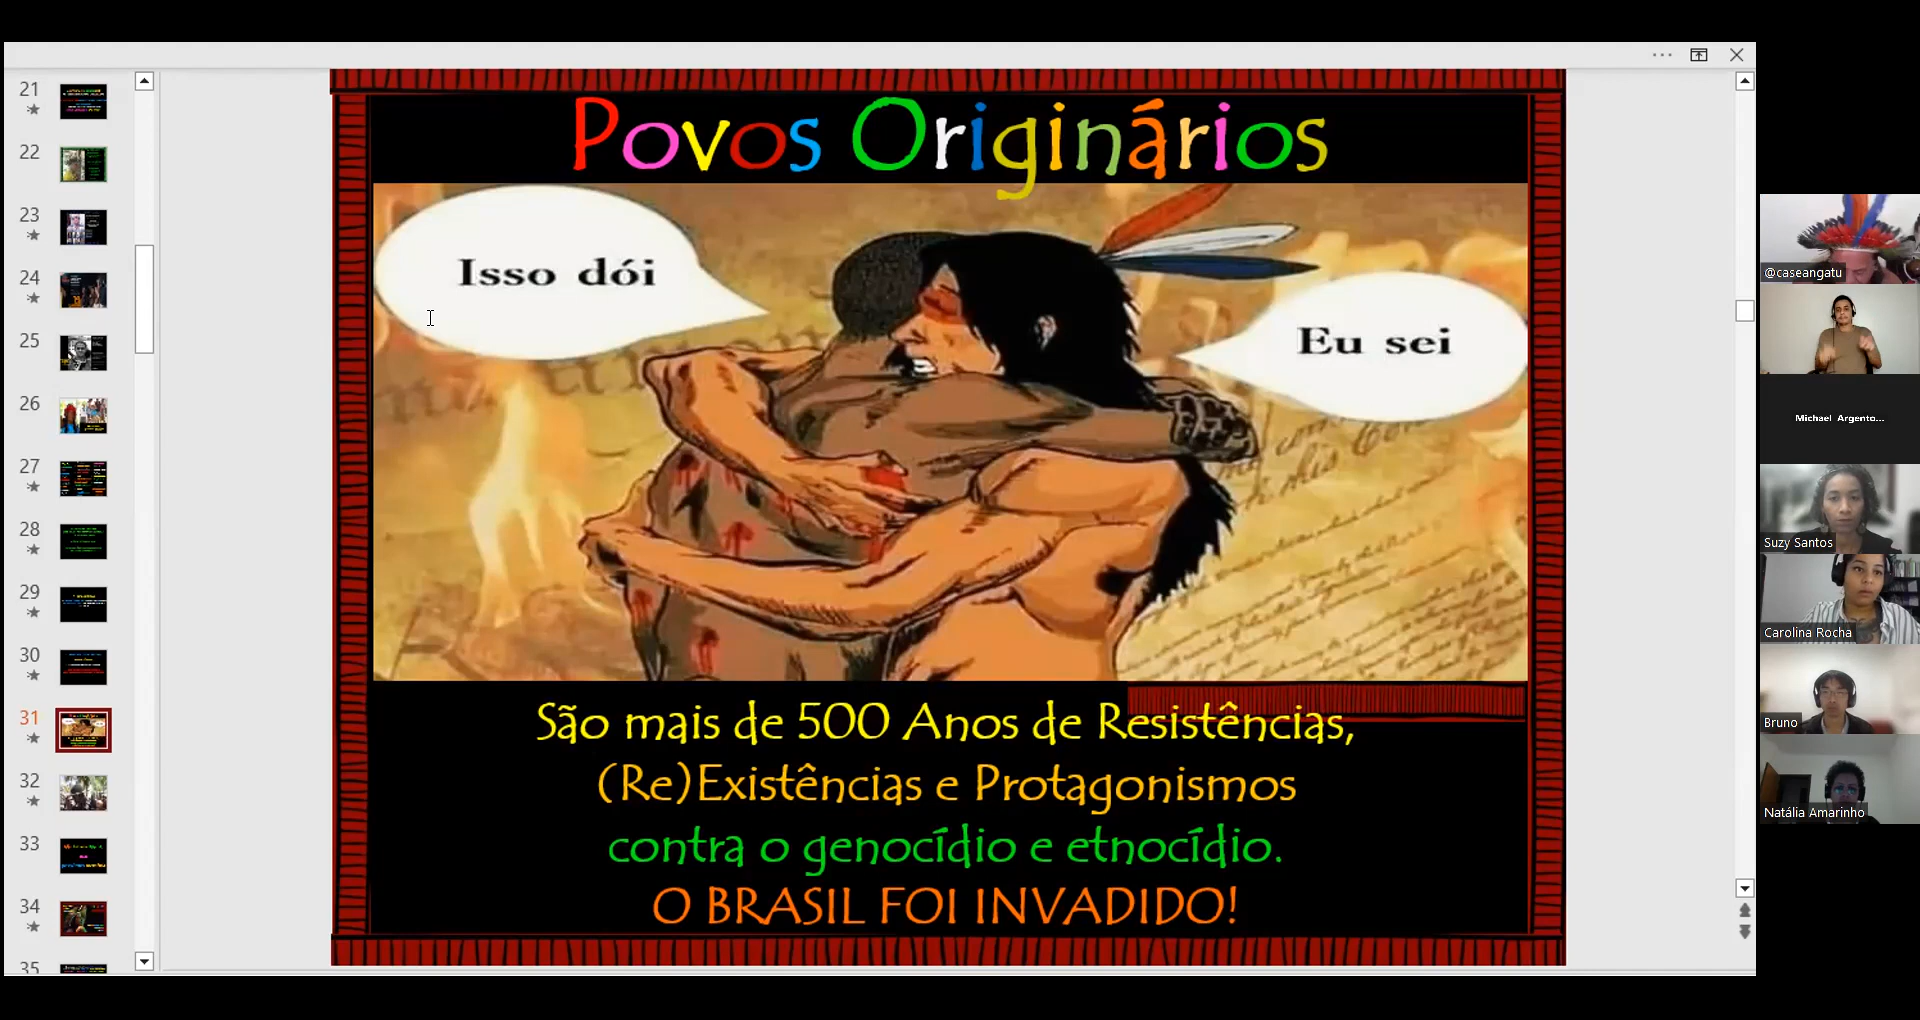 21
22
23
24
25
26
27
28
29
30
31
32
33
34
35
Povos Originários
Isso dói
Eu sei
São mais de 500 Anos de Resistências,
(Re)Existências e Protagonismos
contra o genocídio e etnocídio.
O BRASIL FOI INVADIDO!
@caseangatu
Michael Argento...
Suzy Santos
Carolina Rocha
Bruno
Natália Amarinho